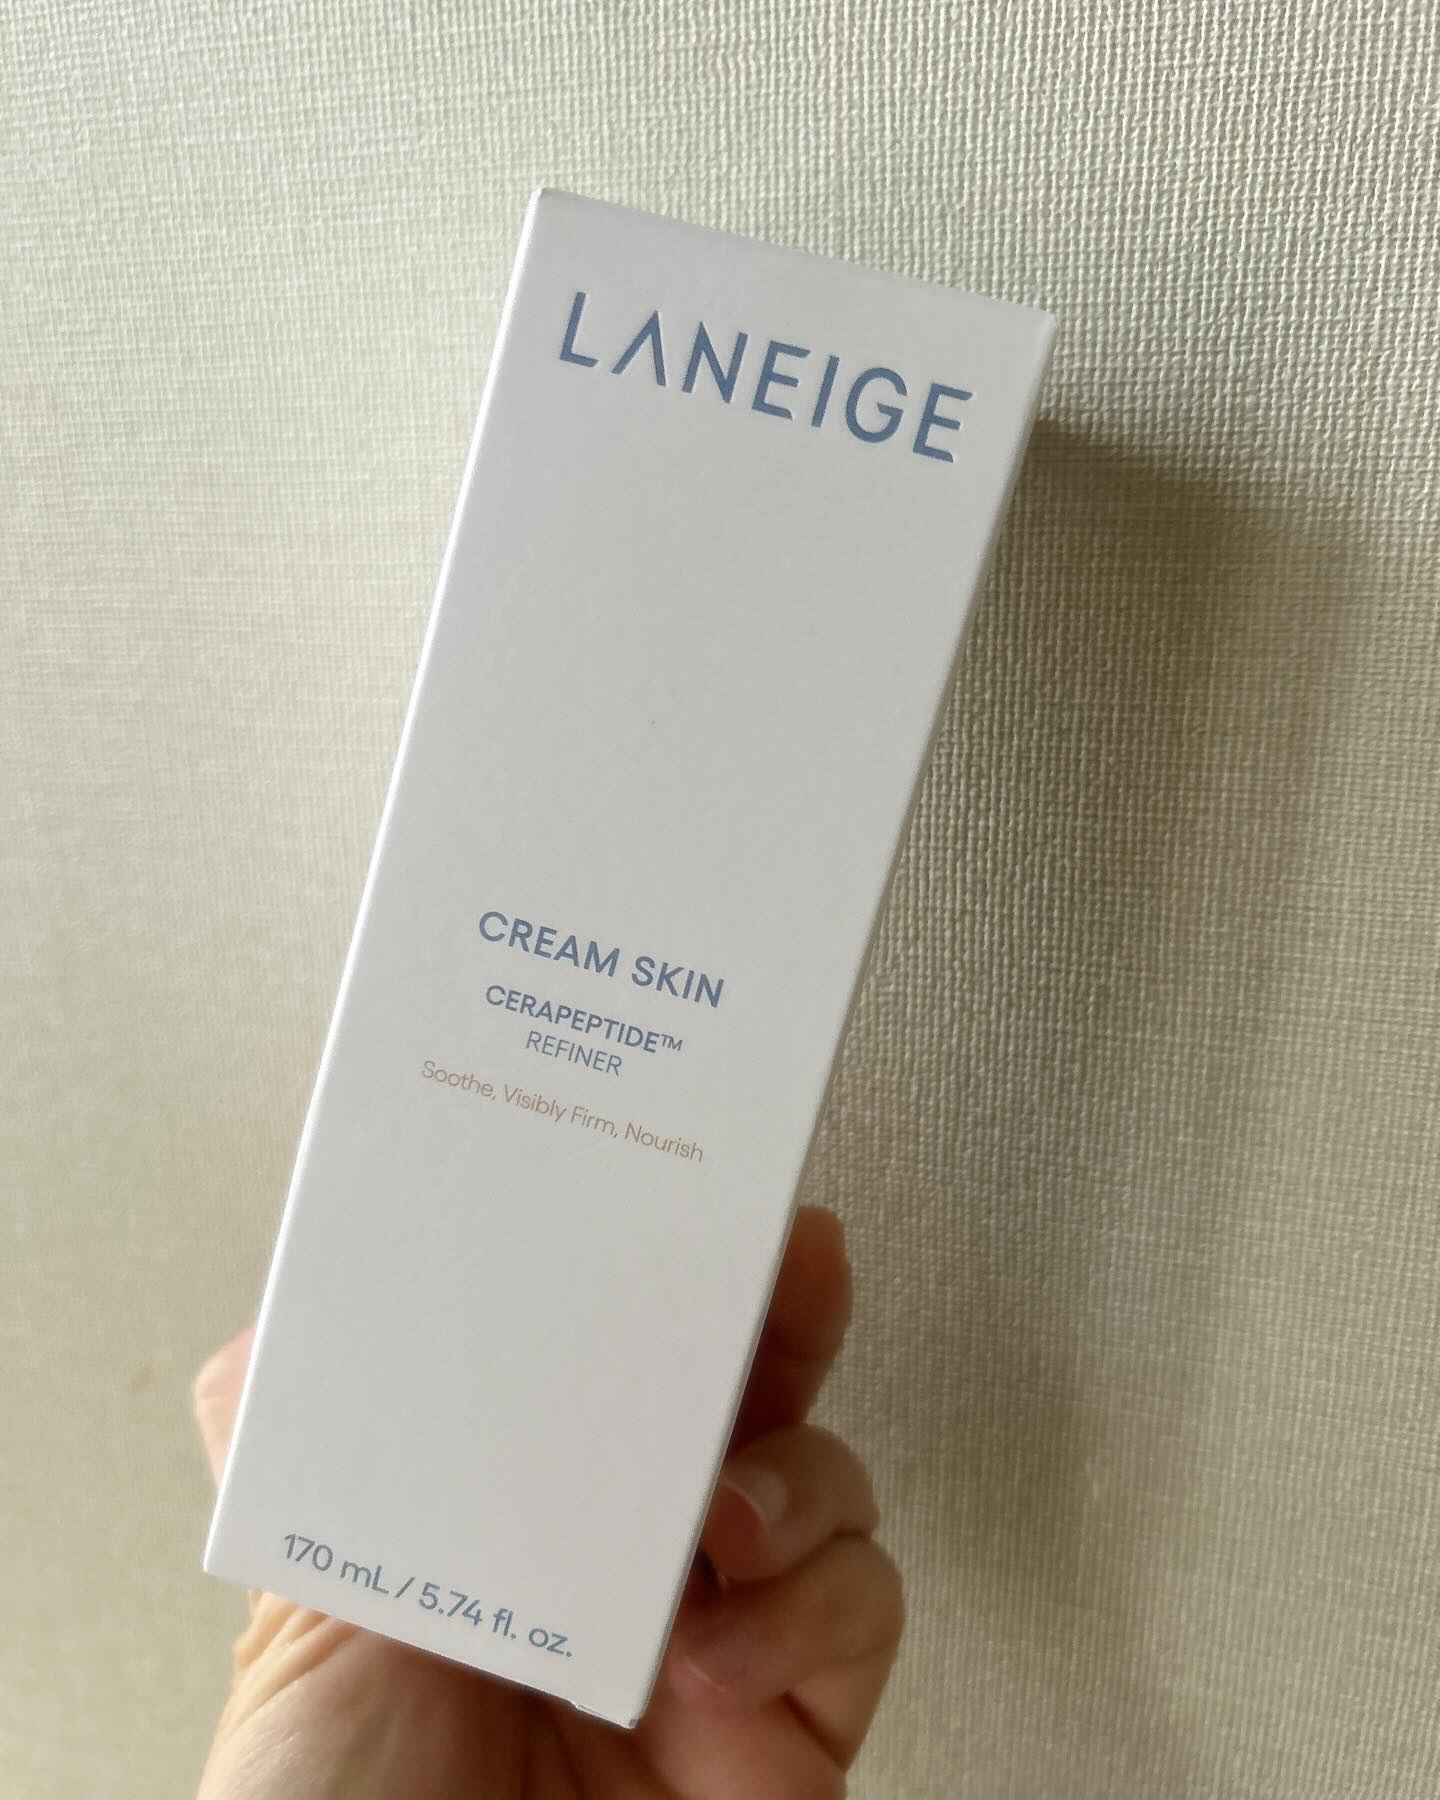 LANEIGE
CREAM SKIN
CERAPEPTIDE™
REFINER
Soothe, Visibly Firm, Nourish
170 mL / 5.74 fl. oz.